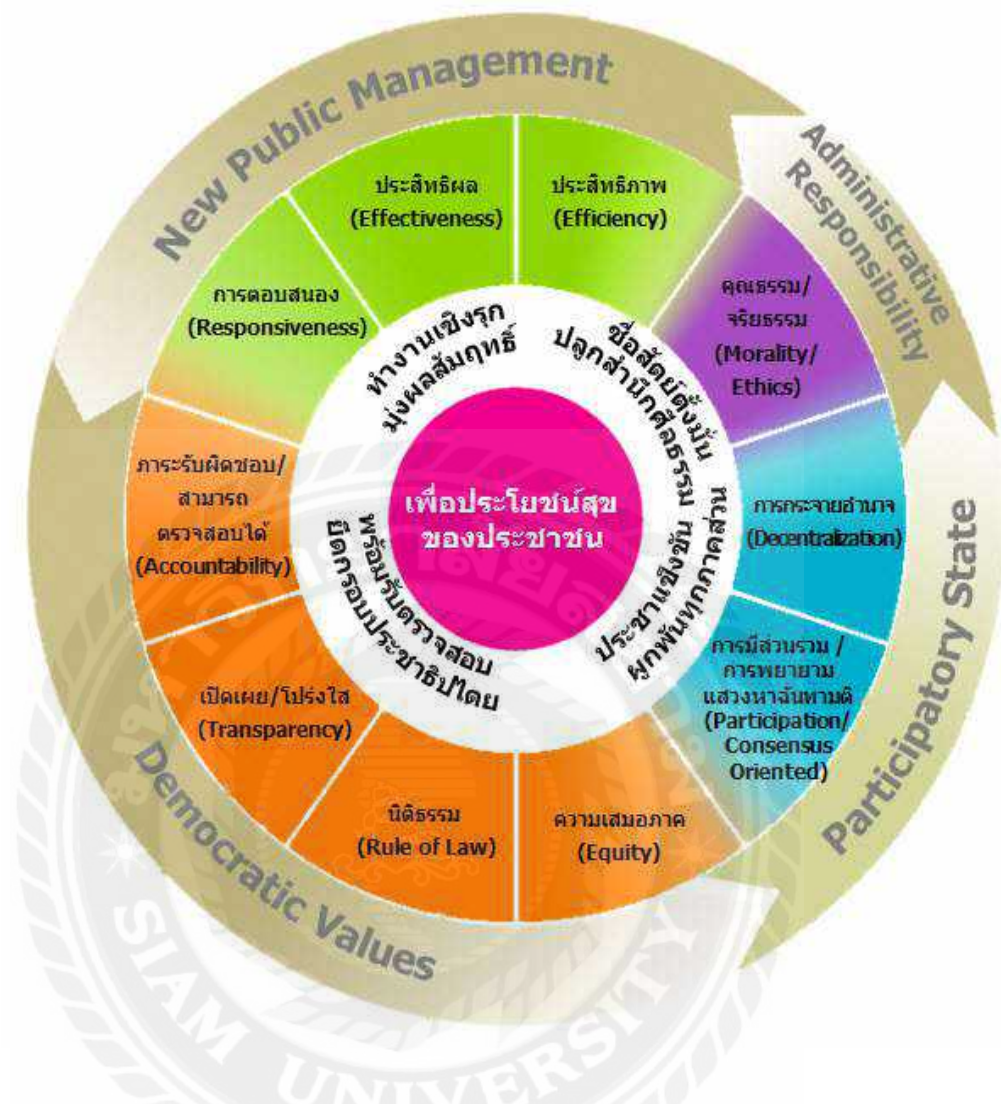 New Public Management
Administrative
Responsibility
Participatory State
Democratic Values
ประสิทธิผล
(Effectiveness)
ประสิทธิภาพ
(Efficiency)
คุณธรรม/
จริยธรรม
(Morality/
Ethics)
การกระจายอำนาจ
(Decentralization)
การมีส่วนร่วม /
การพยายาม
แสวงหาฉันทามติ
(Participation/
Consensus
Oriented)
ความเสมอภาค
(Equity)
นิติธรรม
(Rule of Law)
เปิดเผย/โปร่งใส
(Transparency)
ภาระรับผิดชอบ/
สามารถ
ตรวจสอบได้
(Accountability)
การตอบสนอง
(Responsiveness)
ทำงานเชิงรุก
มุ่งผลสัมฤทธิ์
ซื่อสัตย์ตั้งมั่น
ปลูกสำนึกศีลธรรม
ประชาแข็งขัน
ผูกพันทุกภาคส่วน
พร้อมรับตรวจสอบ
ยึดกรอบประชาธิปไตย
เพื่อประโยชน์สุข
ของประชาชน
SIAM UNIVERSITY